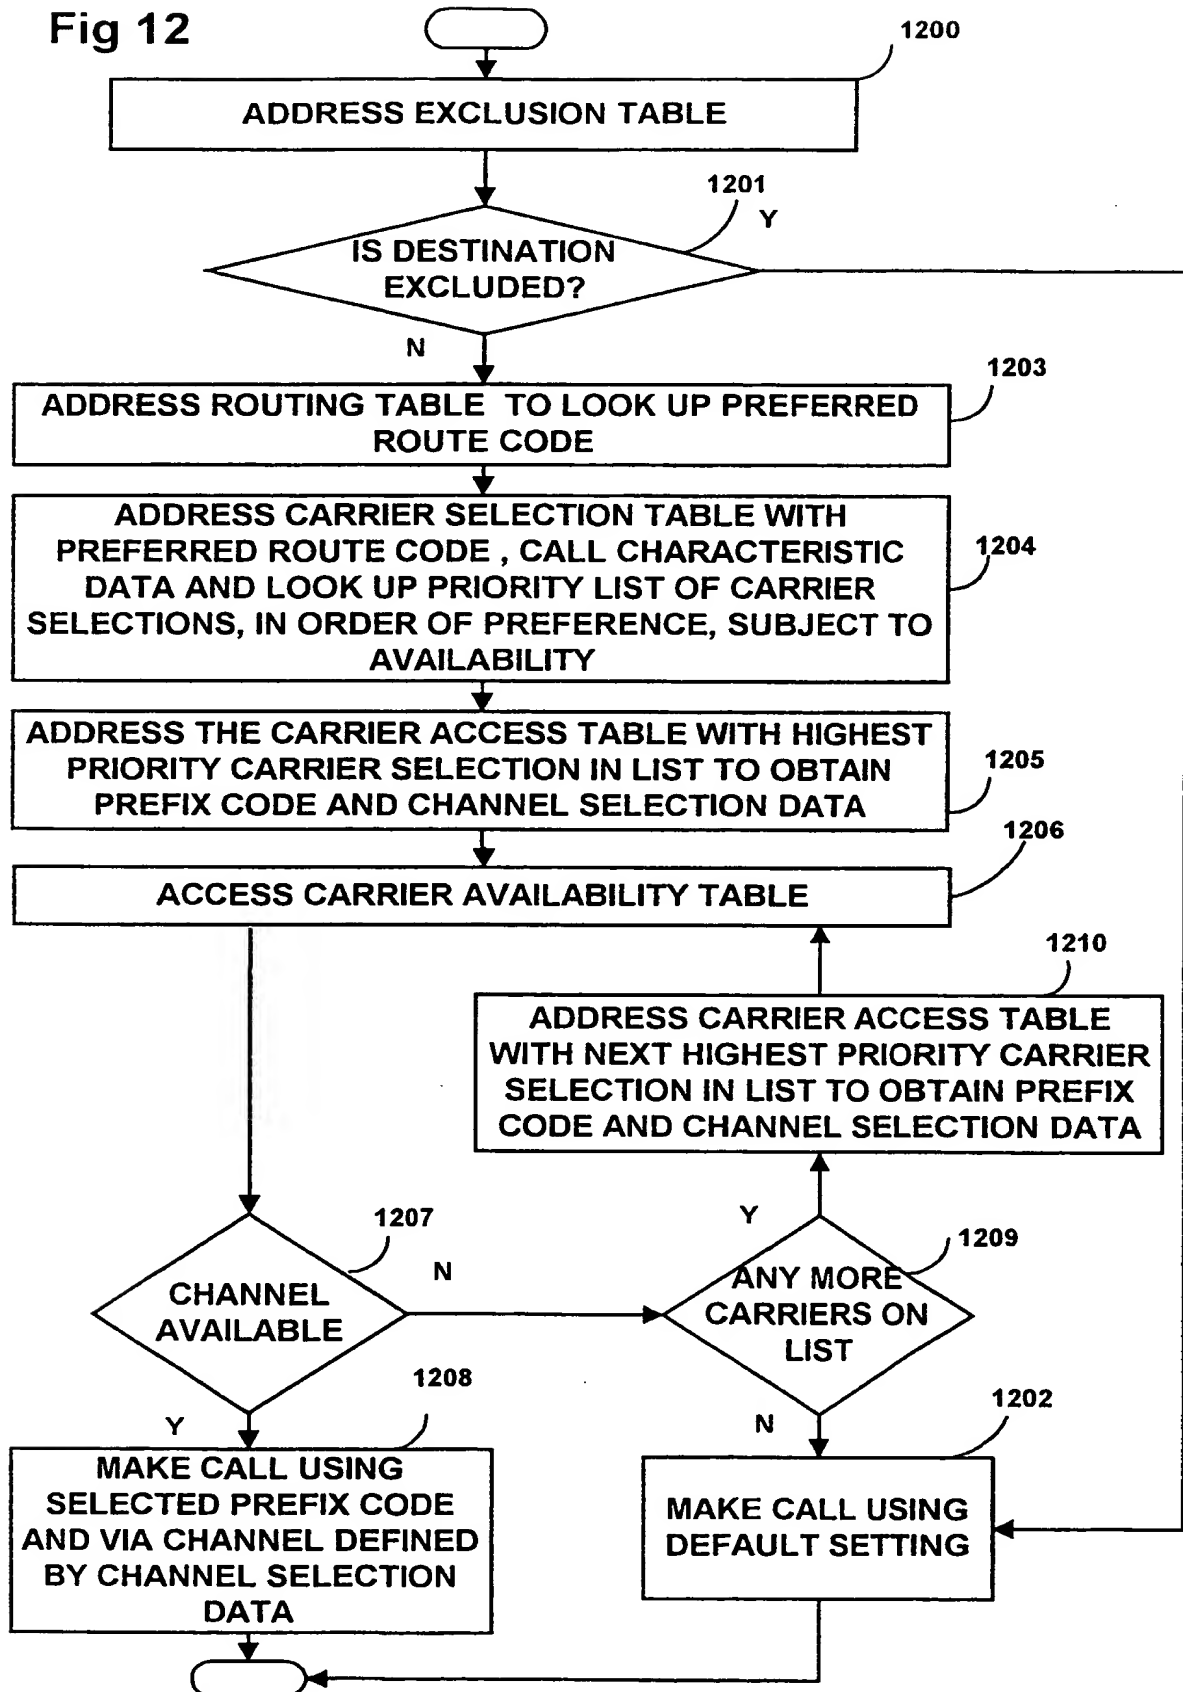 Fig 12
1200
ADDRESS EXCLUSION TABLE
1201
Y
IS DESTINATION
EXCLUDED?
N
1203
ADDRESS ROUTING TABLE TO LOOK UP PREFERRED
ROUTE CODE
ADDRESS CARRIER SELECTION TABLE WITH
PREFERRED ROUTE CODE , CALL CHARACTERISTIC
DATA AND LOOK UP PRIORITY LIST OF CARRIER
SELECTIONS, IN ORDER OF PREFERENCE, SUBJECT TO
AVAILABILITY
1204
ADDRESS THE CARRIER ACCESS TABLE WITH HIGHEST
PRIORITY CARRIER SELECTION IN LIST TO OBTAIN
PREFIX CODE AND CHANNEL SELECTION DATA
1205
1206
ACCESS CARRIER AVAILABILITY TABLE
1210
ADDRESS CARRIER ACCESS TABLE
WITH NEXT HIGHEST PRIORITY CARRIER
SELECTION IN LIST TO OBTAIN PREFIX
CODE AND CHANNEL SELECTION DATA
1207
N
CHANNEL
AVAILABLE
Y
1209
ANY MORE
CARRIERS ON
LIST
1208
Y
MAKE CALL USING
SELECTED PREFIX CODE
AND VIA CHANNEL DEFINED
BY CHANNEL SELECTION
DATA
N
1202
MAKE CALL USING
DEFAULT SETTING